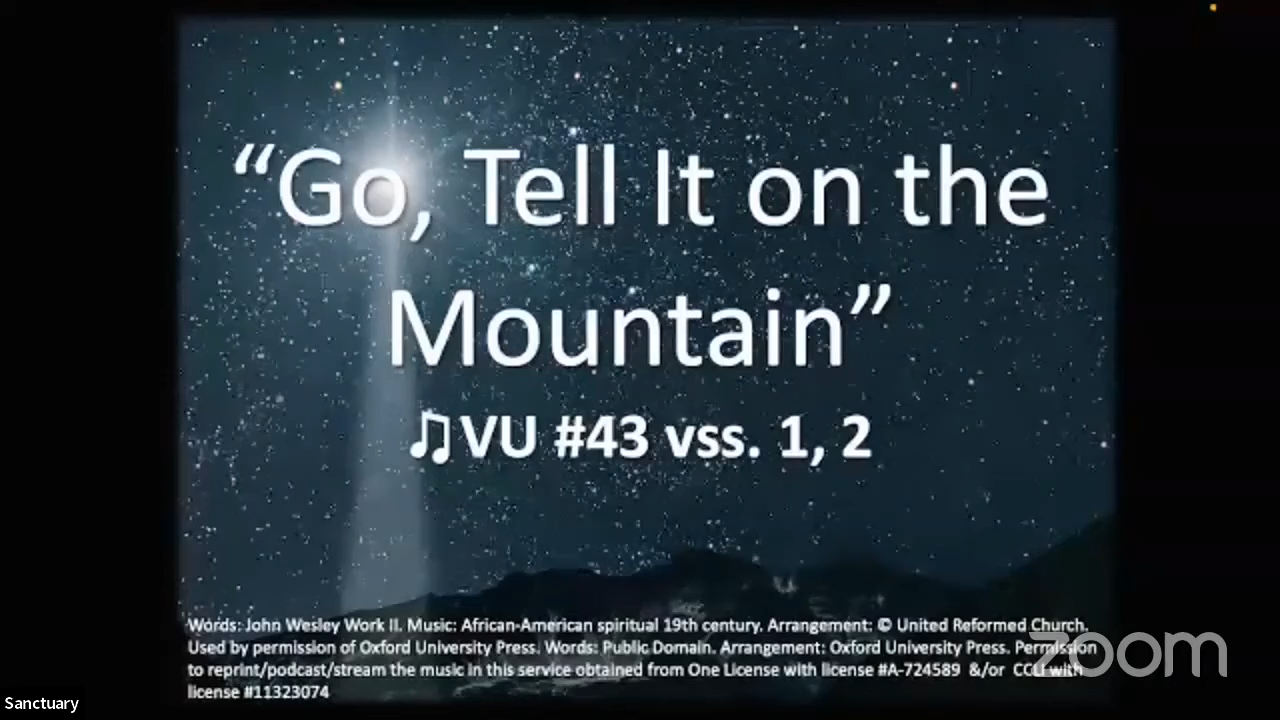 “Go, Tell It on the
Mountain”
♫VU #43 vss. 1, 2
Words: John Wesley Work II. Music: African-American spiritual 19th century. Arrangement: © United Reformed Church.
Used by permission of Oxford University Press. Words: Public Domain. Arrangement: Oxford University Press. Permission
to reprint/podcast/stream the music in this service obtained from One License with license #A-724589 &/or CCLI with
license #11323074
zoom
Sanctuary